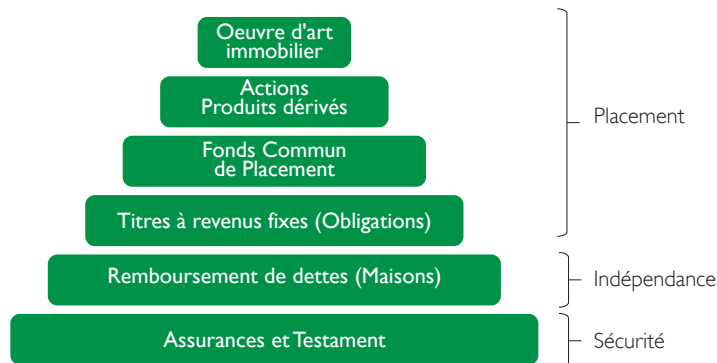 Oeuvre d'art
immobilier
Actions
Produits dérivés
Placement
Fonds Commun
de Placement
Titres à revenus fixes (Obligations)
Remboursement de dettes (Maisons)
Indépendance
Assurances et Testament
Sécurité